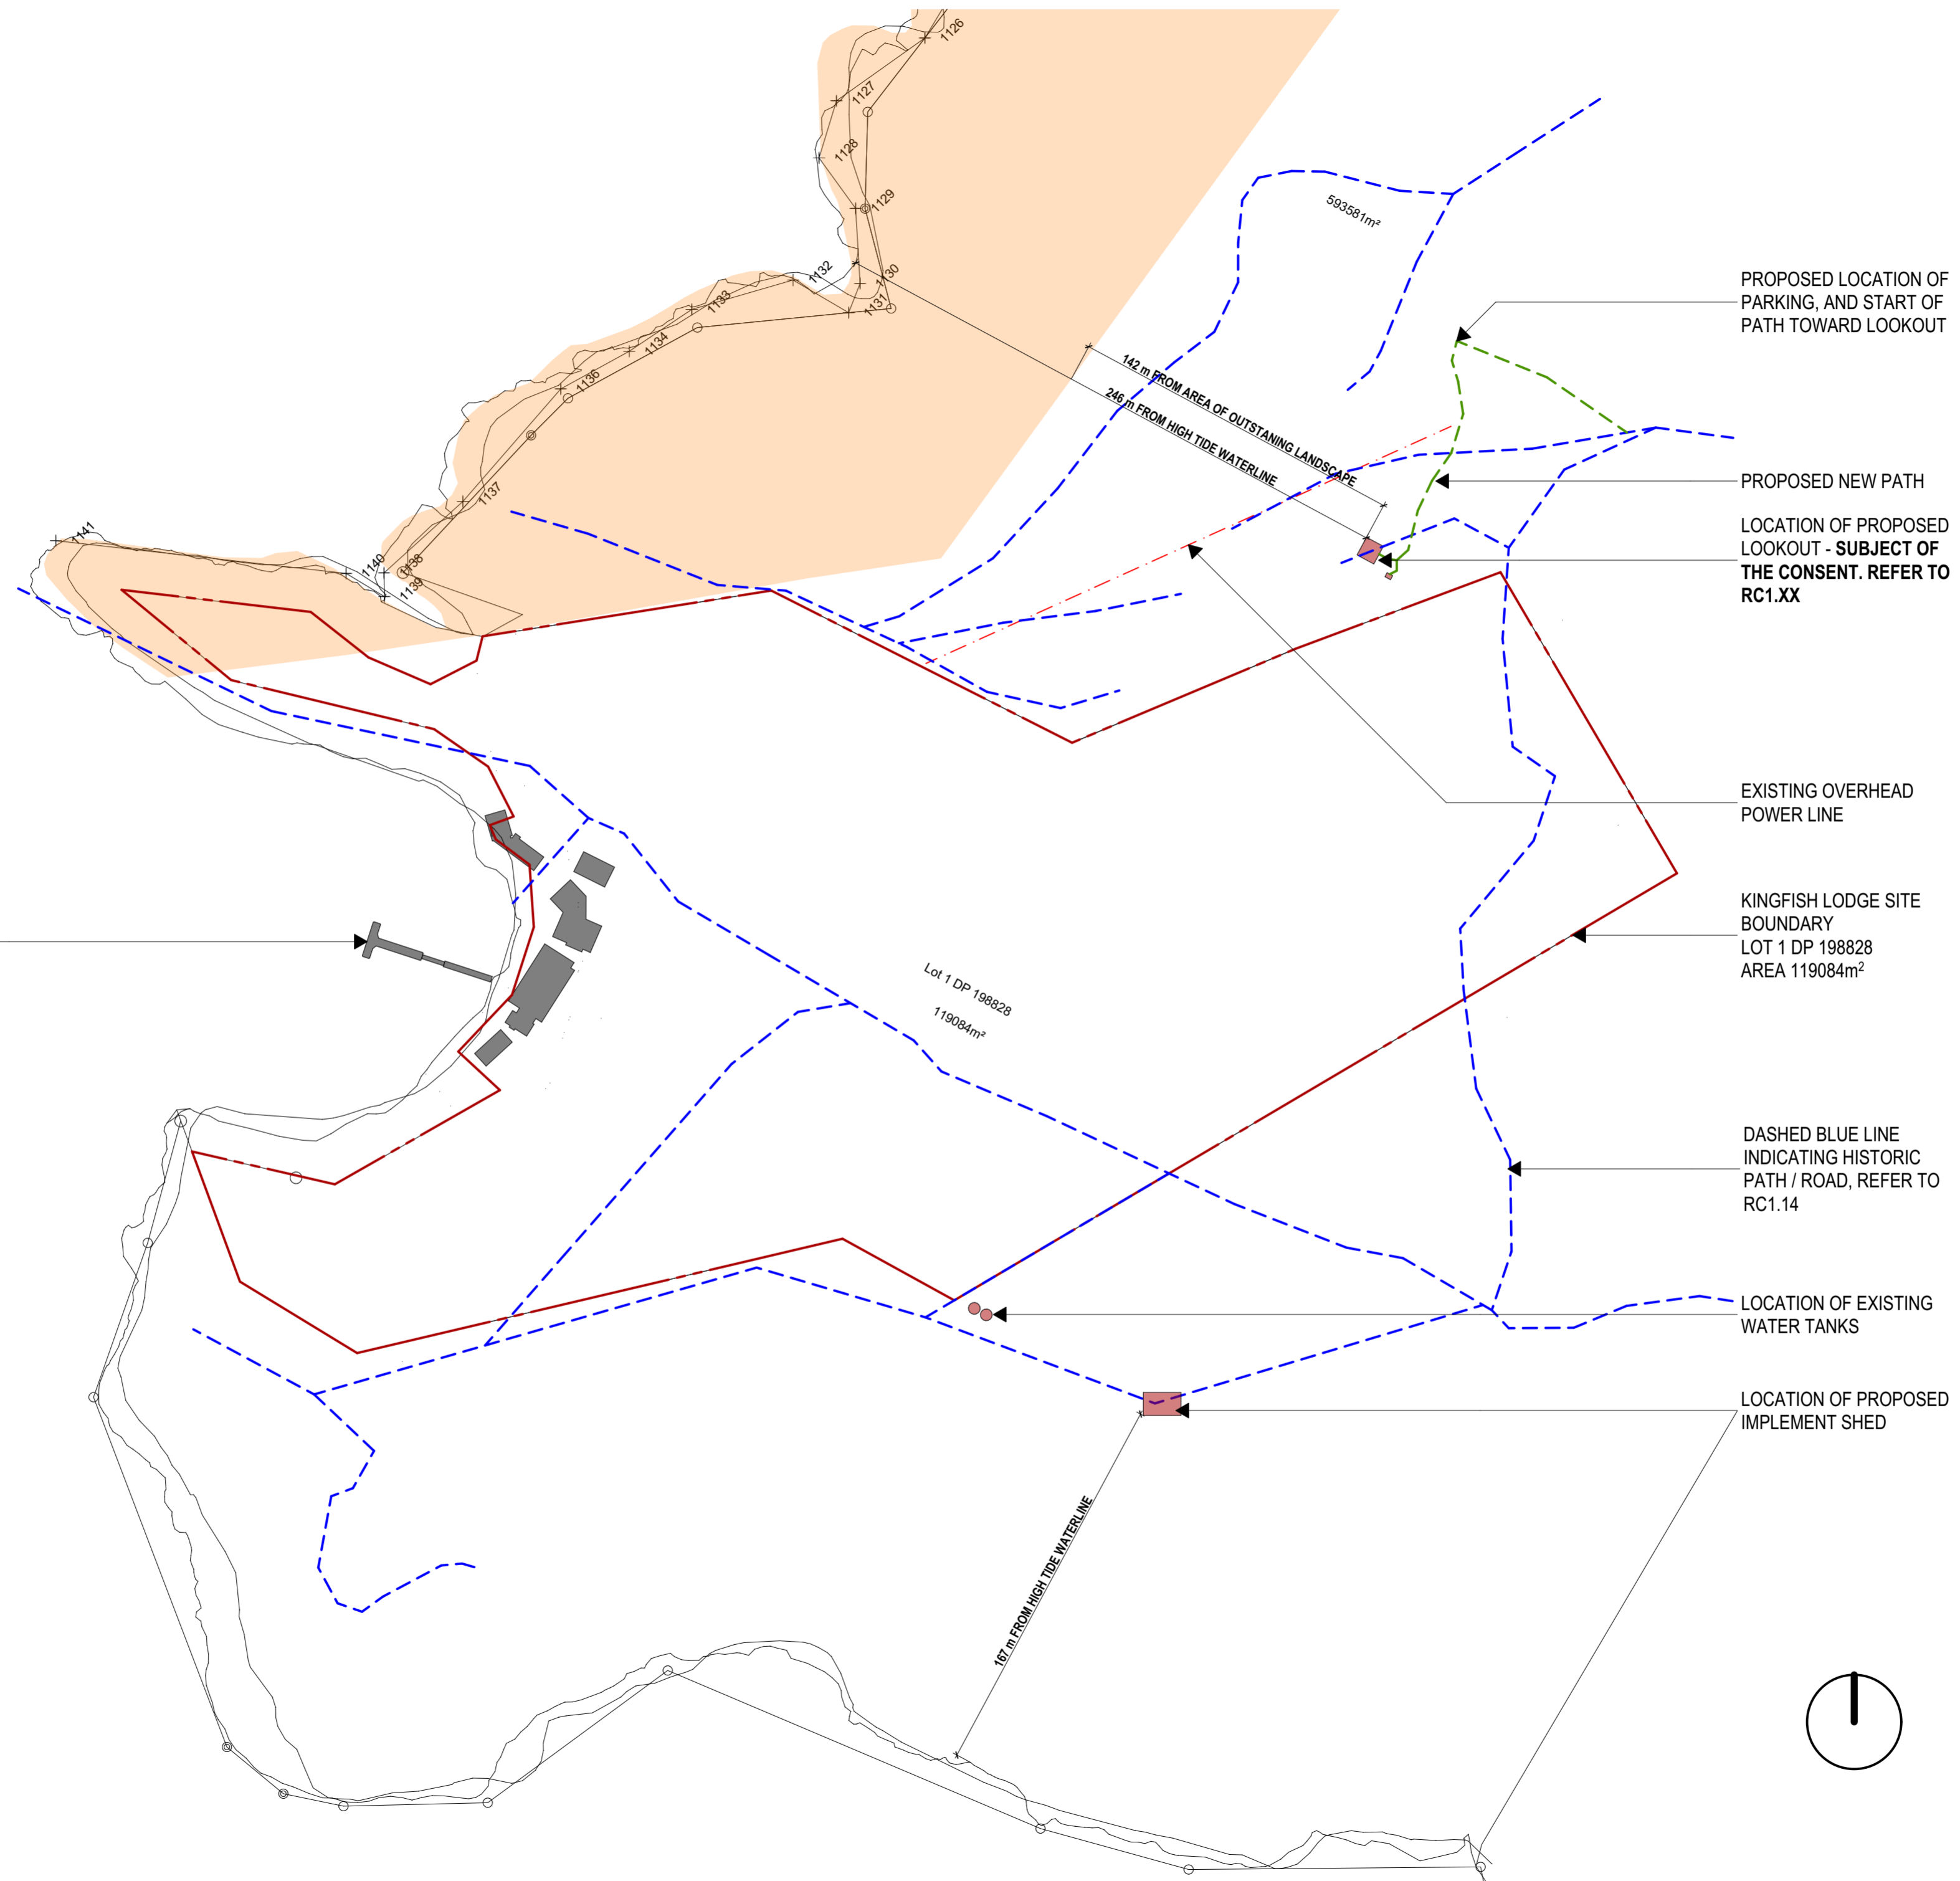 1126
1127
1128
1129
1130
1131
1132
1133
1134
1136
1137
1138
1139
1140
1141
593581m²
142 m FROM AREA OF OUTSTANING LANDSCAPE
246 m FROM HIGH TIDE WATERLINE
PROPOSED LOCATION OF
PARKING, AND START OF
PATH TOWARD LOOKOUT
PROPOSED NEW PATH
LOCATION OF PROPOSED
LOOKOUT - SUBJECT OF
THE CONSENT. REFER TO
RC1.XX
EXISTING OVERHEAD
POWER LINE
KINGFISH LODGE SITE
BOUNDARY
LOT 1 DP 198828
AREA 119084m²
Lot 1 DP 198828
119084m²
DASHED BLUE LINE
INDICATING HISTORIC
PATH / ROAD, REFER TO
RC1.14
LOCATION OF EXISTING
WATER TANKS
LOCATION OF PROPOSED
IMPLEMENT SHED
167 m FROM HIGH TIDE WATERLINE